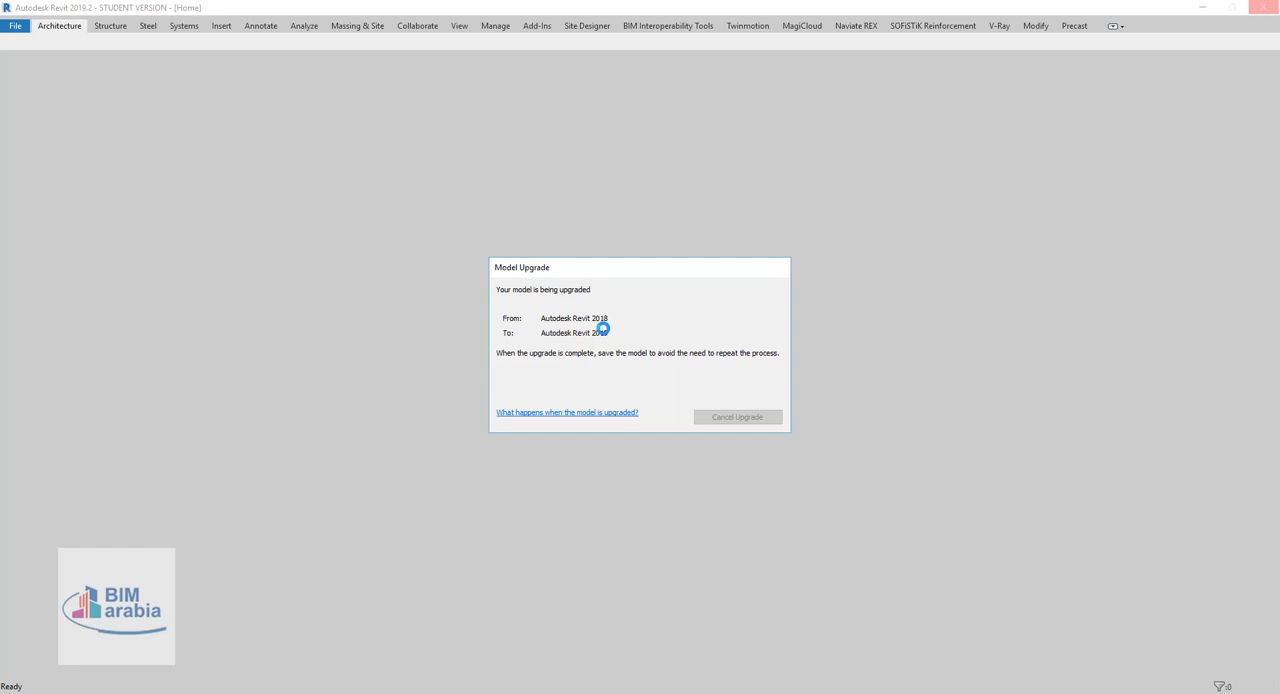 Autodesk Revit 2019.2 - STUDENT VERSION - [Home]
File Architecture Structure Steel Systems Insert Annotate Analyze Massing & Site Collaborate View Manage Add-Ins Site Designer BIM Interoperability Tools Twinmotion MagiCloud Naviate REX SOFiSTiK Reinforcement V-Ray Modify Precast
Model Upgrade
Your model is being upgraded
From: Autodesk Revit 2018
To: Autodesk Revit
When the upgrade is complete, save the model to avoid the need to repeat the process.
What happens when the model is upgraded?
Cancel Upgrade
BIM
arabia
Ready
:0